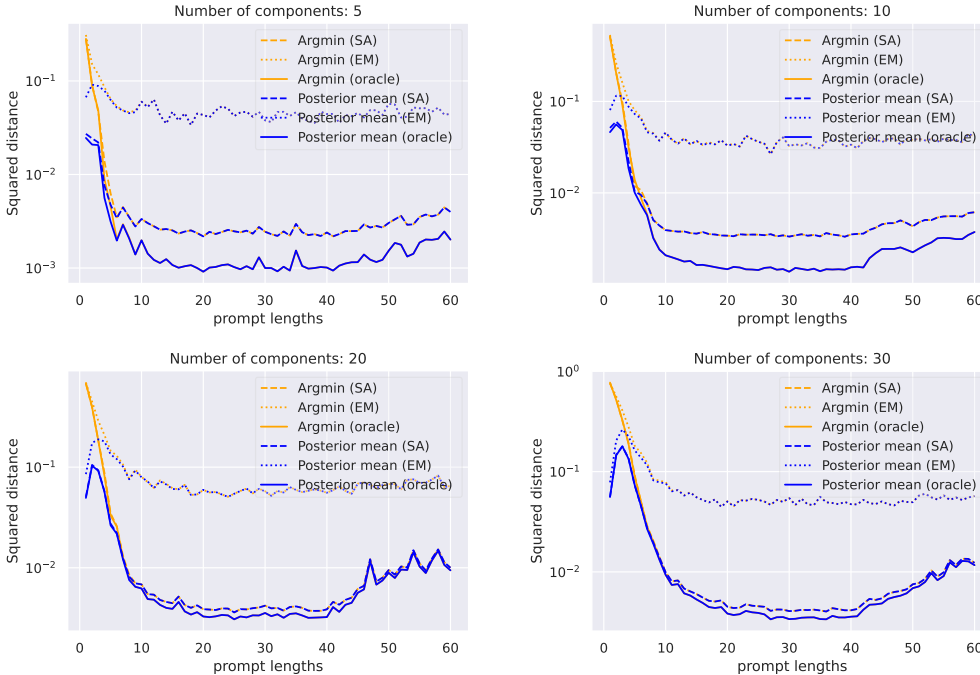 Number of components: 5
Squared distance
10⁻¹
10⁻²
10⁻³
Argmin (SA)
Argmin (EM)
Argmin (oracle)
Posterior mean (SA)
Posterior mean (EM)
Posterior mean (oracle)
0 10 20 30 40 50 60
prompt lengths
Number of components: 10
Squared distance
10⁻¹
10⁻²
Argmin (SA)
Argmin (EM)
Argmin (oracle)
Posterior mean (SA)
Posterior mean (EM)
Posterior mean (oracle)
0 10 20 30 40 50 60
prompt lengths
Number of components: 20
Squared distance
10⁻¹
10⁻²
Argmin (SA)
Argmin (EM)
Argmin (oracle)
Posterior mean (SA)
Posterior mean (EM)
Posterior mean (oracle)
0 10 20 30 40 50 60
prompt lengths
Number of components: 30
Squared distance
10⁰
10⁻¹
10⁻²
Argmin (SA)
Argmin (EM)
Argmin (oracle)
Posterior mean (SA)
Posterior mean (EM)
Posterior mean (oracle)
0 10 20 30 40 50 60
prompt lengths